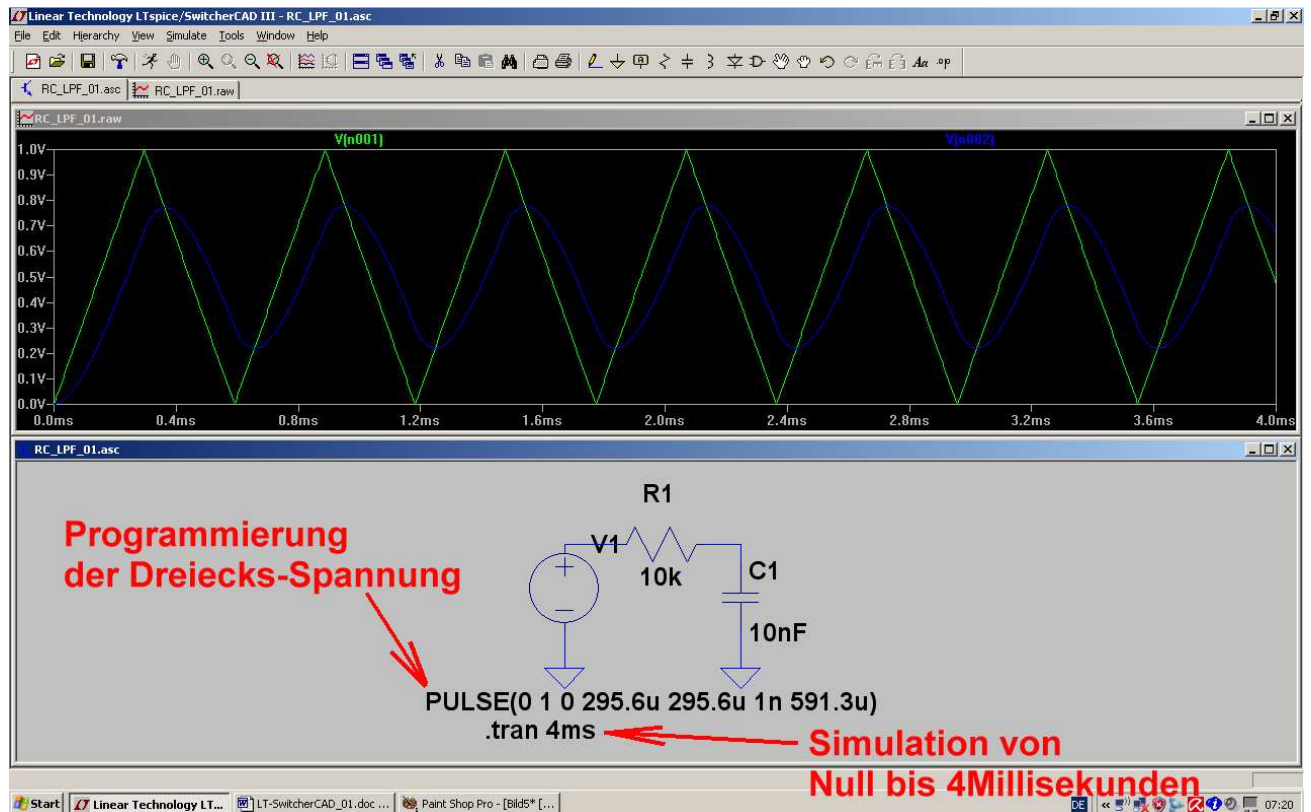 Linear Technology LTspice/SwitcherCAD III - RC_LPF_01.asc
File Edit Hierarchy View Simulate Tools Window Help
Aa .op
RC_LPF_01.asc RC_LPF_01.raw
RC_LPF_01.raw
V(n001) V(n002)
1.0V
0.9V
0.8V
0.7V
0.6V
0.5V
0.4V
0.3V
0.2V
0.1V
0.0V
0.0ms 0.4ms 0.8ms 1.2ms 1.6ms 2.0ms 2.4ms 2.8ms 3.2ms 3.6ms 4.0ms
RC_LPF_01.asc
R1
Programmierung
der Dreiecks-Spannung
V1
10k
C1
10nF
PULSE(0 1 0 295.6u 295.6u 1n 591.3u)
.tran 4ms
Simulation von
Null bis 4Millisekunden
Start Linear Technology LT... LT-SwitcherCAD_01.doc ... Paint Shop Pro - [Bild5* [... DE « 07:20